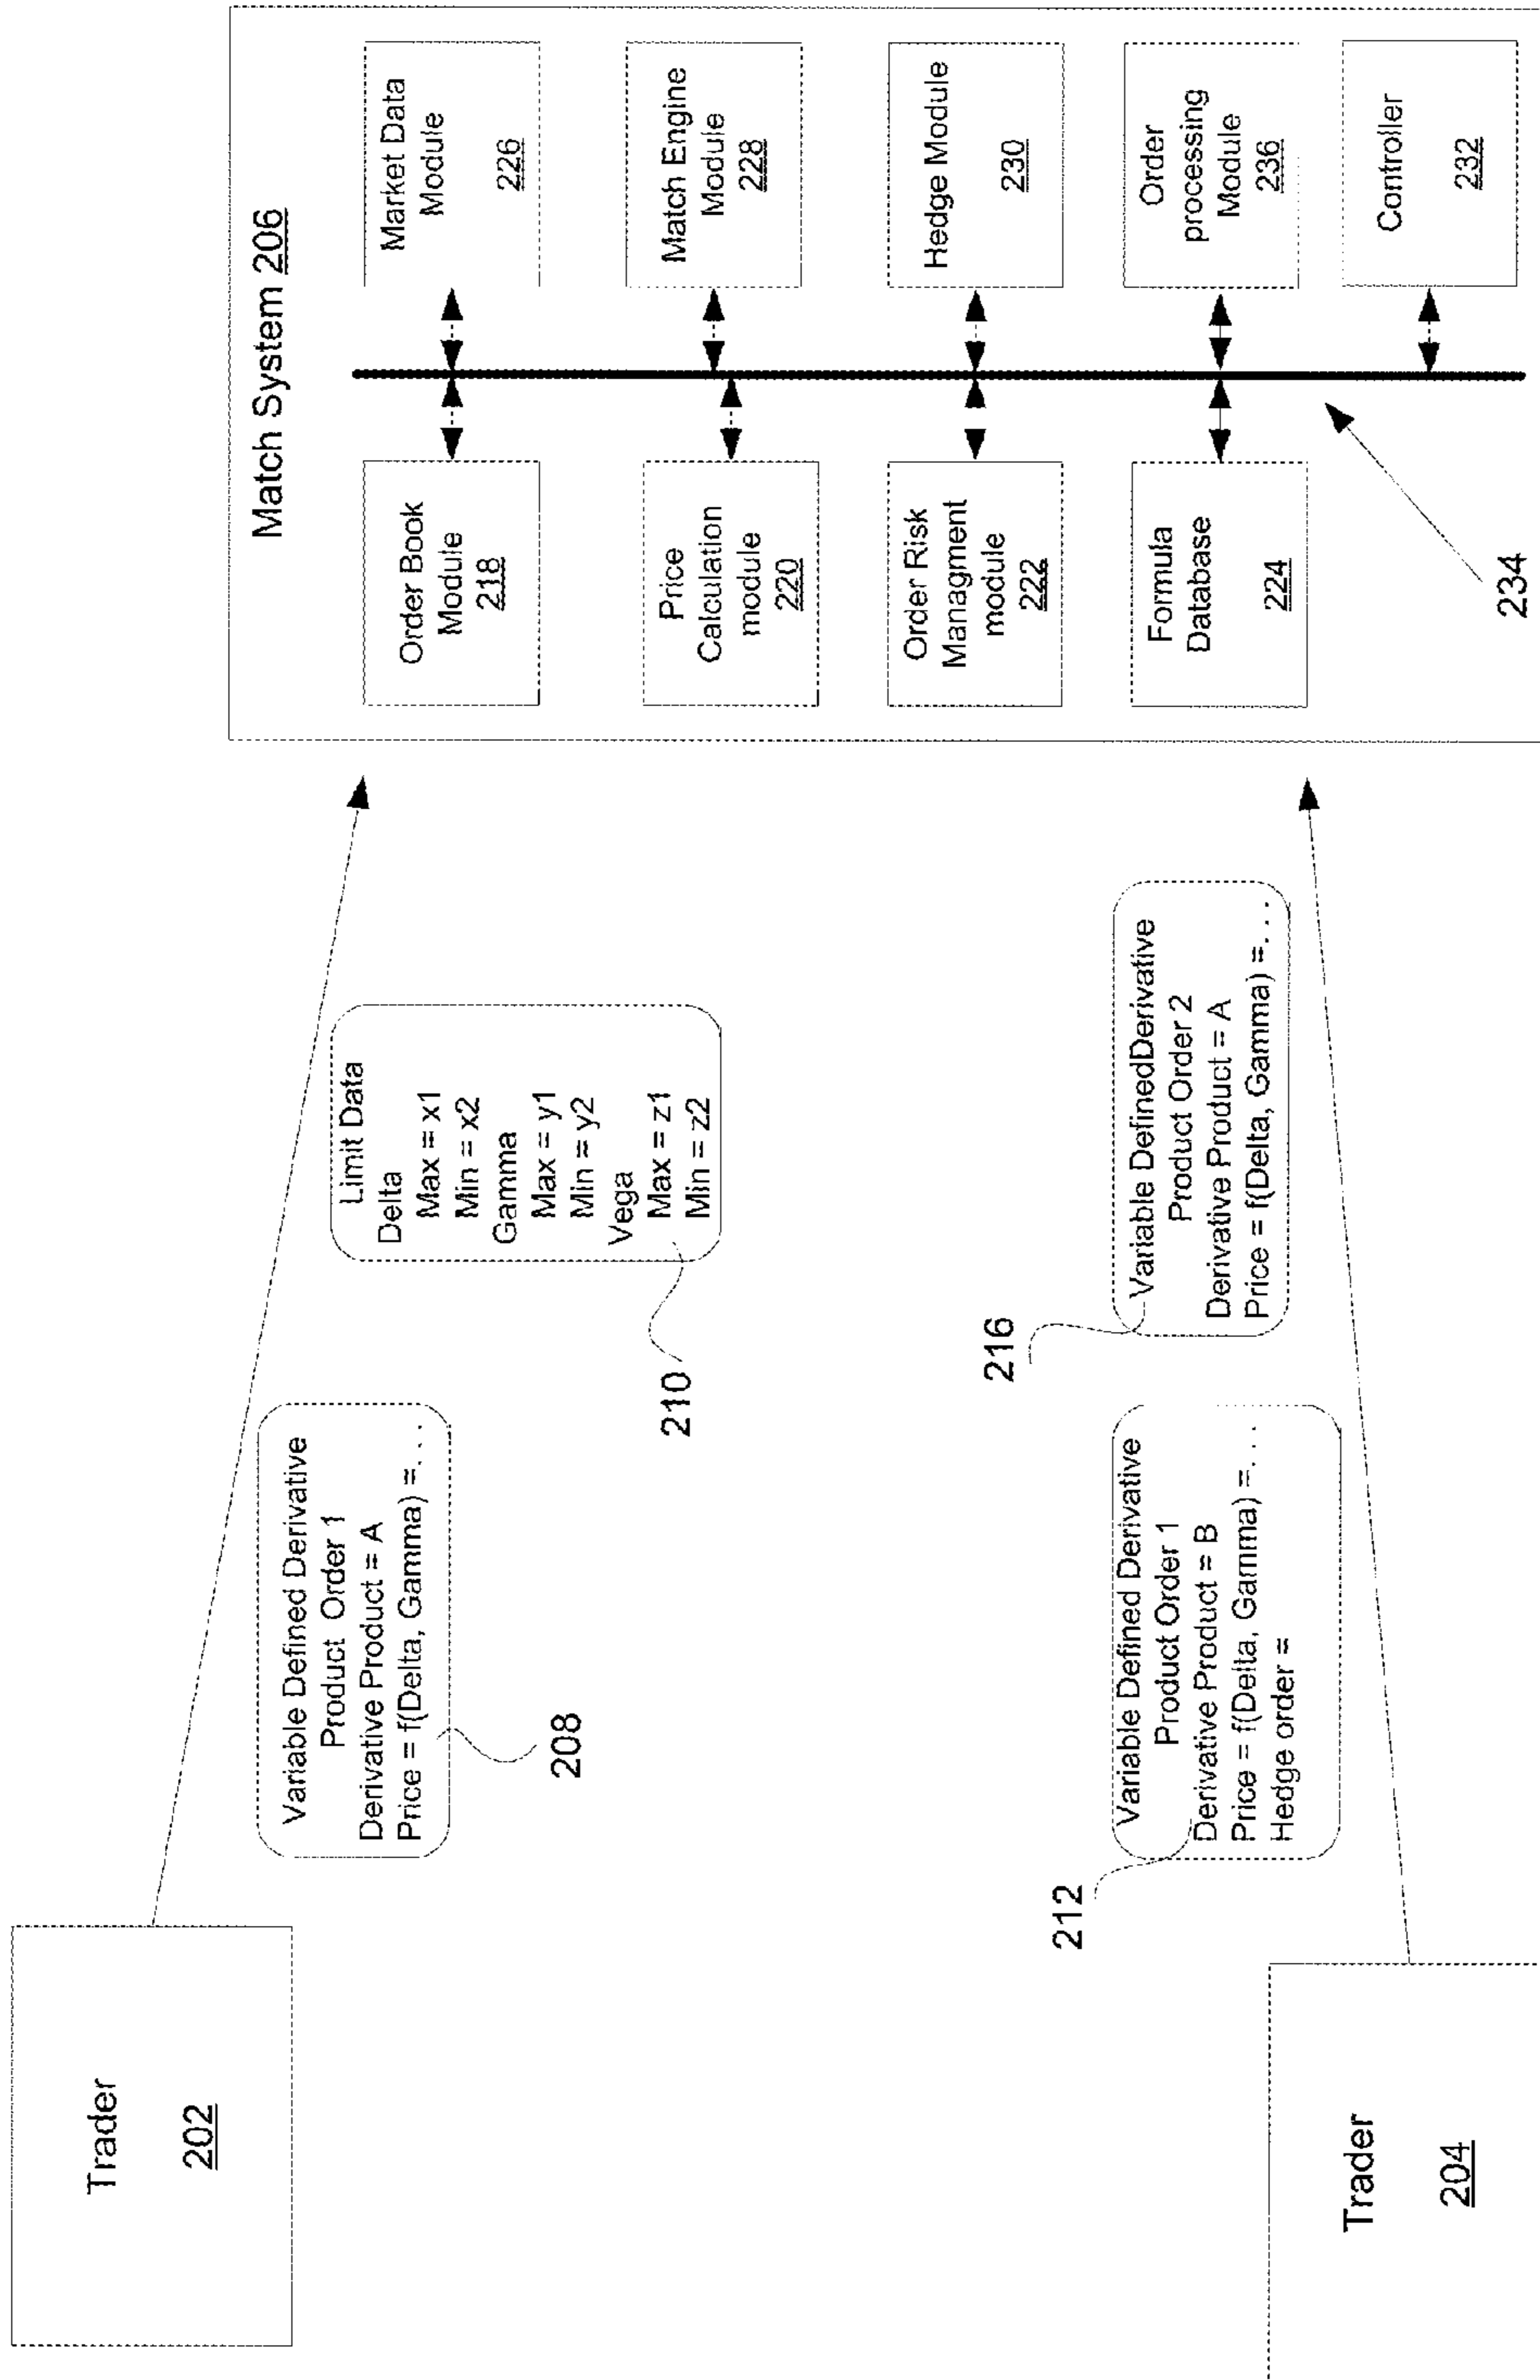 Trader
202
Variable Defined Derivative
Product Order 1
Derivative Product = A
Price = f(Delta, Gamma) =. . .
208
Limit Data
Delta
Max = x1
Min = x2
Gamma
Max = y1
Min = y2
Vega
Max = z1
Min = z2
210
Trader
204
Variable Defined Derivative
Product Order 1
Derivative Product = B
Price = f(Delta, Gamma) =. . .
Hedge order =
212
Variable DefinedDerivative
Product Order 2
Derivative Product = A
Price = f(Delta, Gamma) =. . .
216
Match System 206
Order Book
Module
218
Market Data
Module
226
Price
Calculation
module
220
Match Engine
Module
228
Order Risk
Managment
module
222
Hedge Module
230
Formula
Database
224
Order
processing
Module
236
Controller
232
234